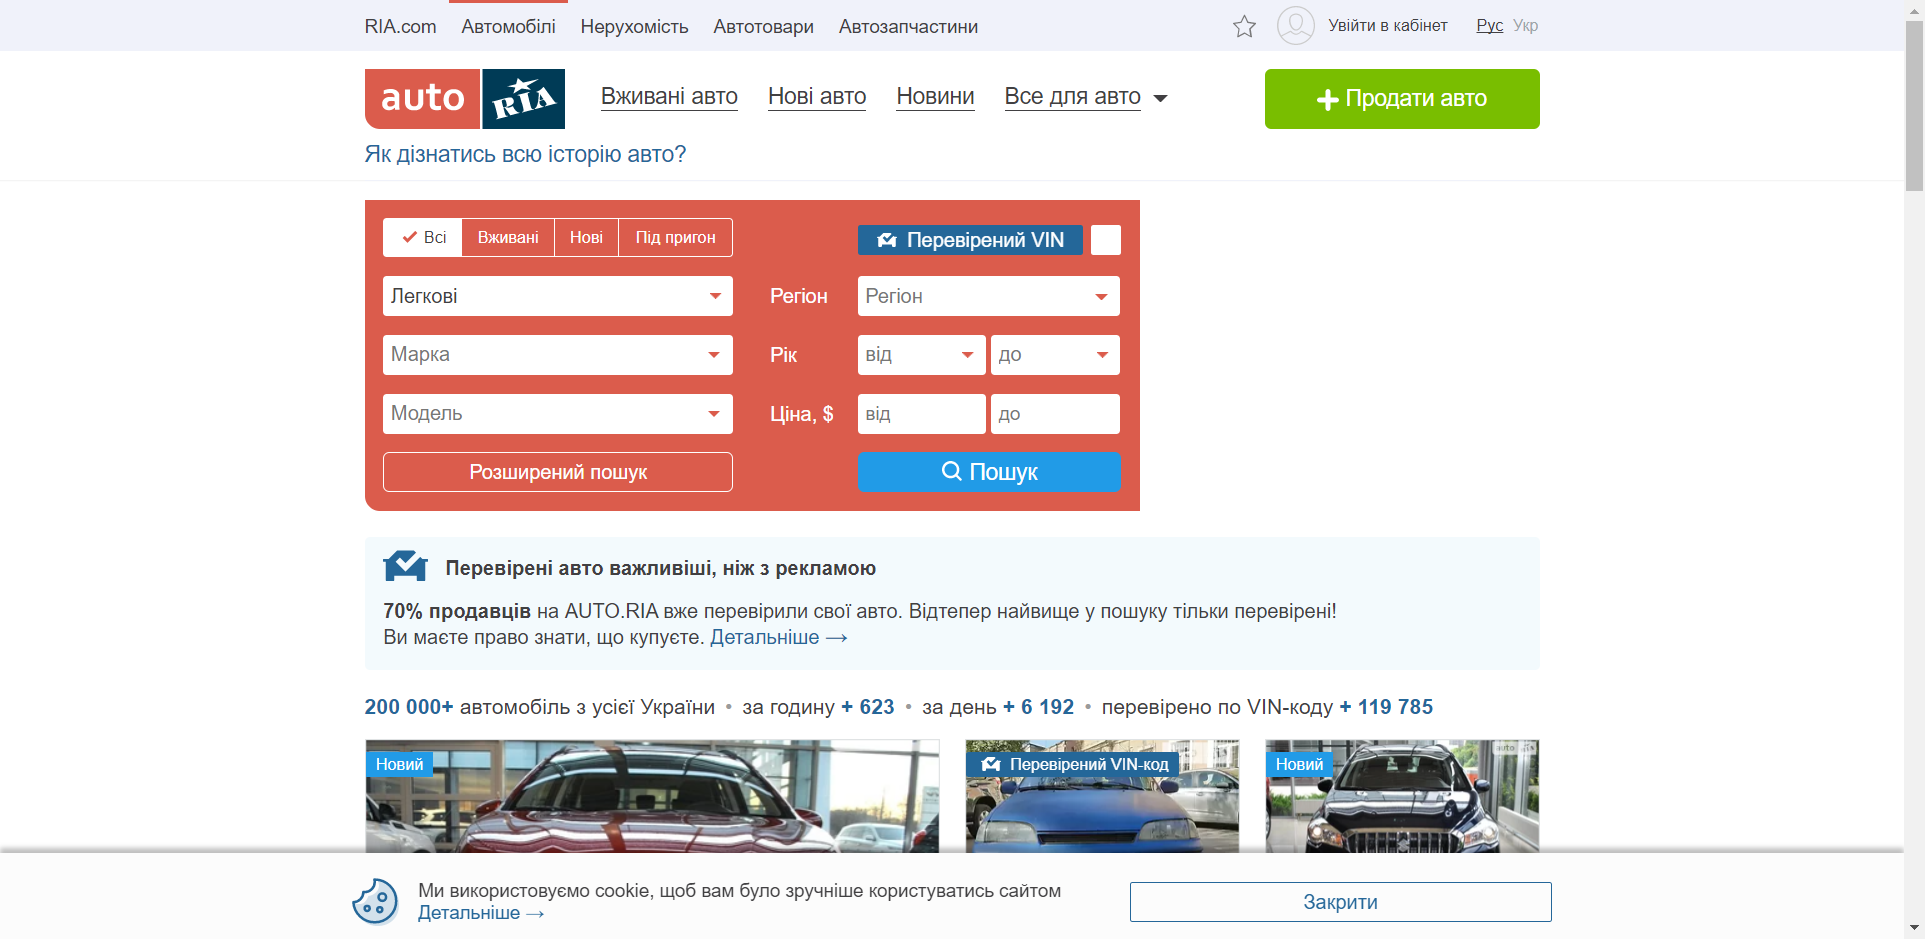 RIA.com Автомобілі Нерухомість Автотовари Автозапчастини Увійти в кабінет Рус Укр
auto RIA Вживані авто Нові авто Новини Все для авто Продати авто
Як дізнатись всю історію авто?
Всі Вживані Нові Під пригон Перевірений VIN
Легкові Регіон Регіон
Марка Рік від до
Модель Ціна, $ від до
Розширений пошук Пошук
Перевірені авто важливіші, ніж з рекламою
70% продавців на AUTO.RIA вже перевірили свої авто. Відтепер найвище у пошуку тільки перевірені!
Ви маєте право знати, що купуєте. Детальніше →
200 000+ автомобіль з усієї України • за годину + 623 • за день + 6 192 • перевірено по VIN-коду + 119 785
Новий Перевірений VIN-код Новий
Ми використовуємо cookie, щоб вам було зручніше користуватись сайтом
Детальніше →
Закрити